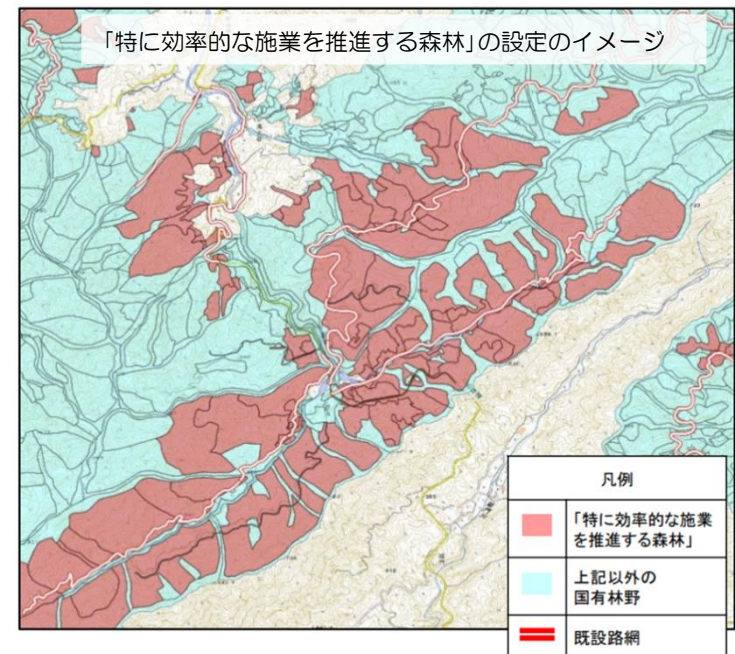 「特に効率的な施業を推進する森林」の設定のイメージ
凡例
「特に効率的な施業
を推進する森林」
上記以外の
国有林野
既設路網